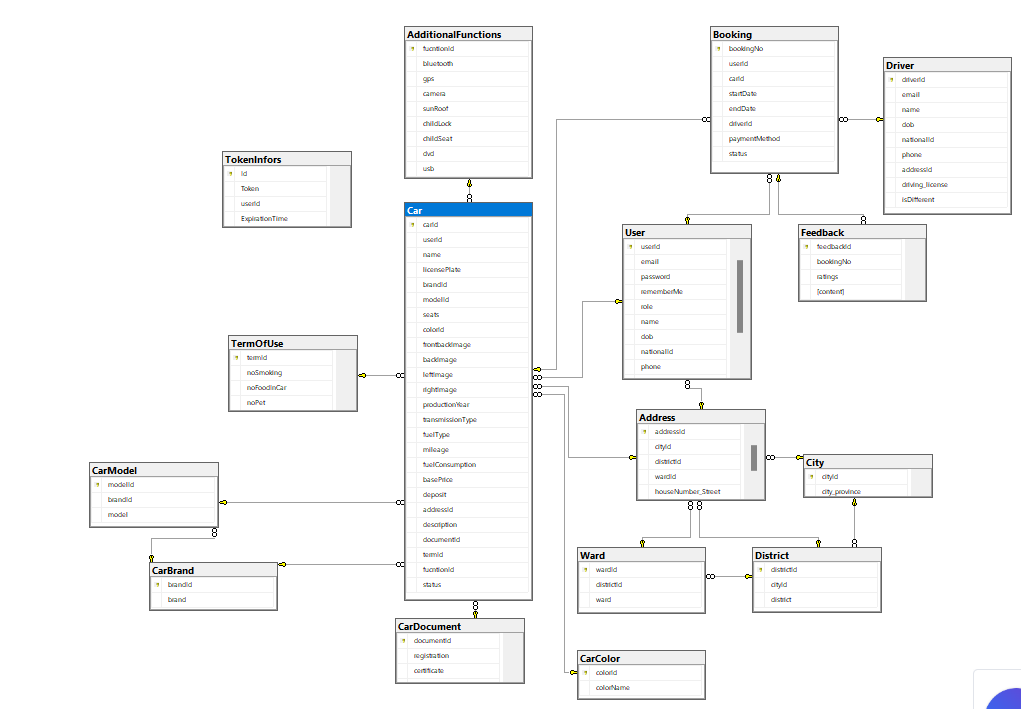 AdditionalFunctions
fucntionId
bluetooth
gps
camera
sunRoof
childLock
childSeat
dvd
usb
Booking
bookingNo
userId
carId
startDate
endDate
driverId
paymentMethod
status
Driver
driverId
email
name
dob
nationalId
phone
addressId
driving_license
isDifferent
TokenInfors
Id
Token
userId
ExpirationTime
Car
carId
userId
name
licensePlate
brandId
modelId
seats
colorId
frontbackImage
backImage
leftImage
rightImage
productionYear
transmissionType
fuelType
mileage
fuelConsumption
basePrice
deposit
addressId
description
documentId
termId
fucntionId
status
User
userId
email
password
rememberMe
role
name
dob
nationalId
phone
Feedback
feedbackId
bookingNo
ratings
[content]
TermOfUse
termId
noSmoking
noFoodInCar
noPet
Address
addressId
cityId
districtId
wardId
houseNumber_Street
City
cityId
city_province
CarModel
modelId
brandId
model
CarBrand
brandId
brand
Ward
wardId
districtId
ward
District
districtId
cityId
district
CarDocument
documentId
registration
certificate
CarColor
colorId
colorName